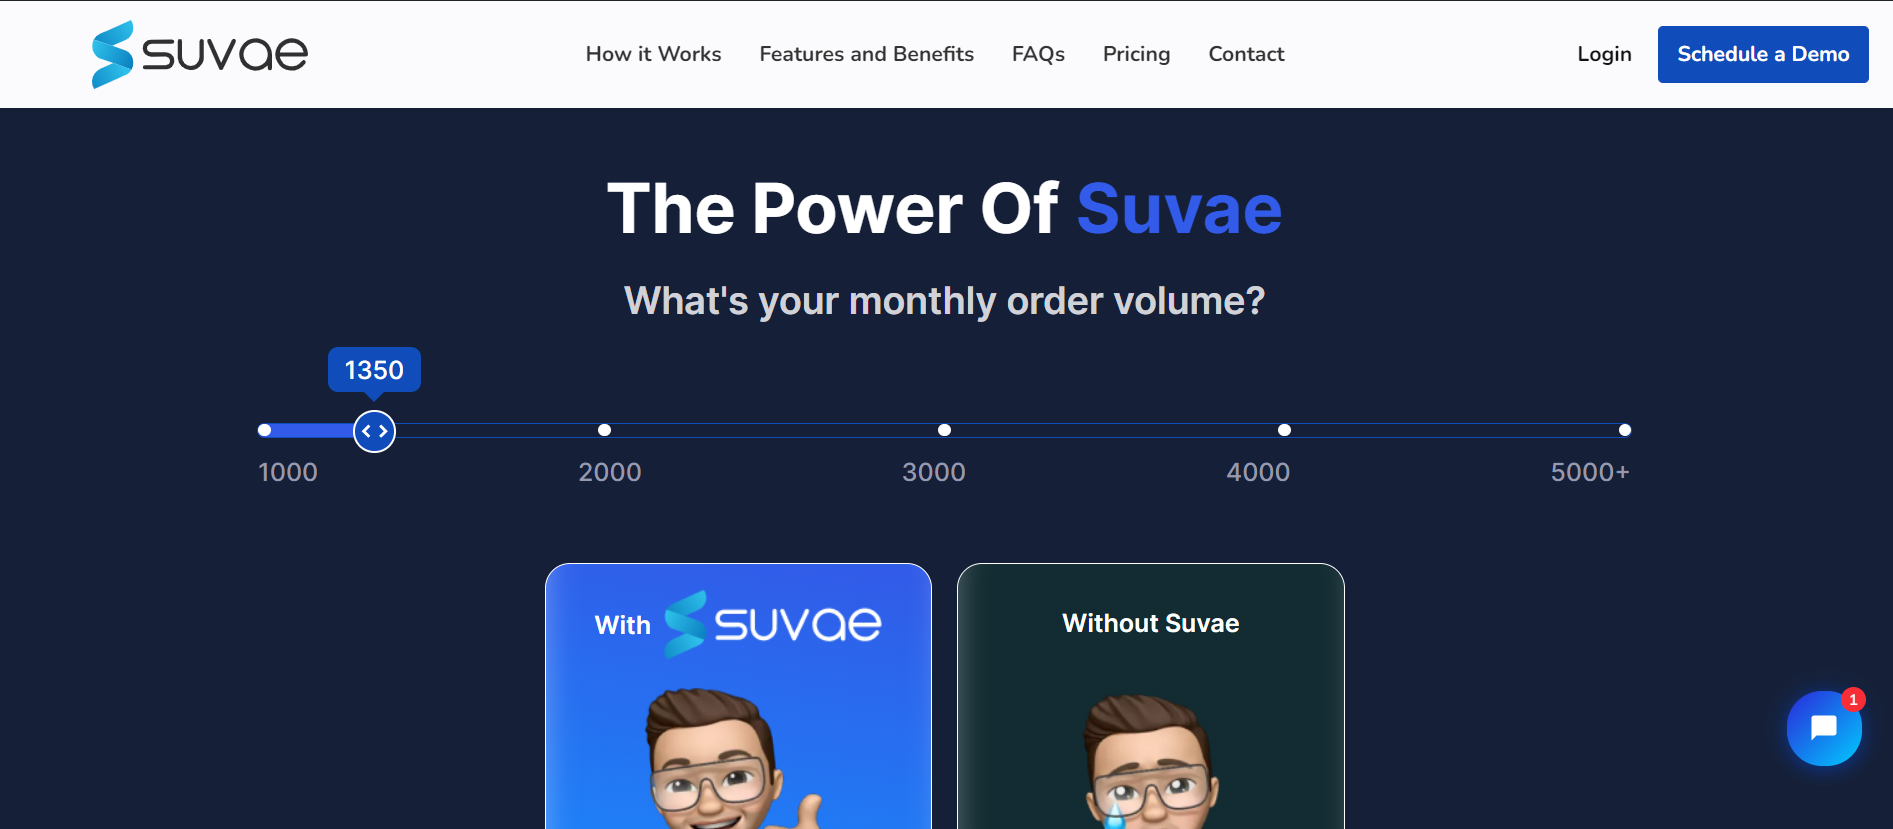 suvae
How it Works
Features and Benefits
FAQs
Pricing
Contact
Login
Schedule a Demo
The Power Of Suvae
What's your monthly order volume?
1350
1000
2000
3000
4000
5000+
With suvae
Without Suvae
1